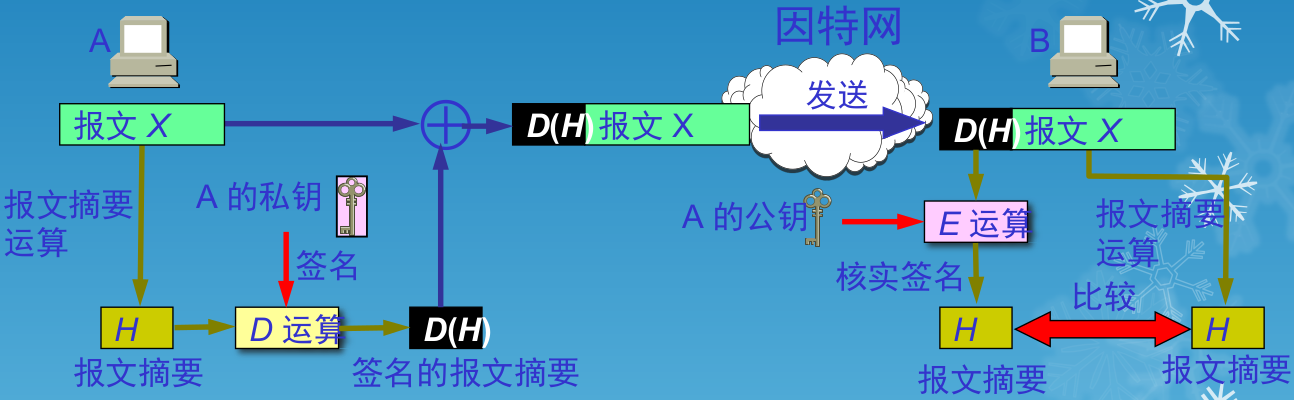 因特网
A
B
发送
报文 X
D(H) 报文 X
D(H) 报文 X
报文摘要
运算
A 的私钥
签名
A 的公钥
E 运算
核实签名
报文摘要
运算
比较
H
D 运算
D(H)
H
H
报文摘要
签名的报文摘要
报文摘要
报文摘要